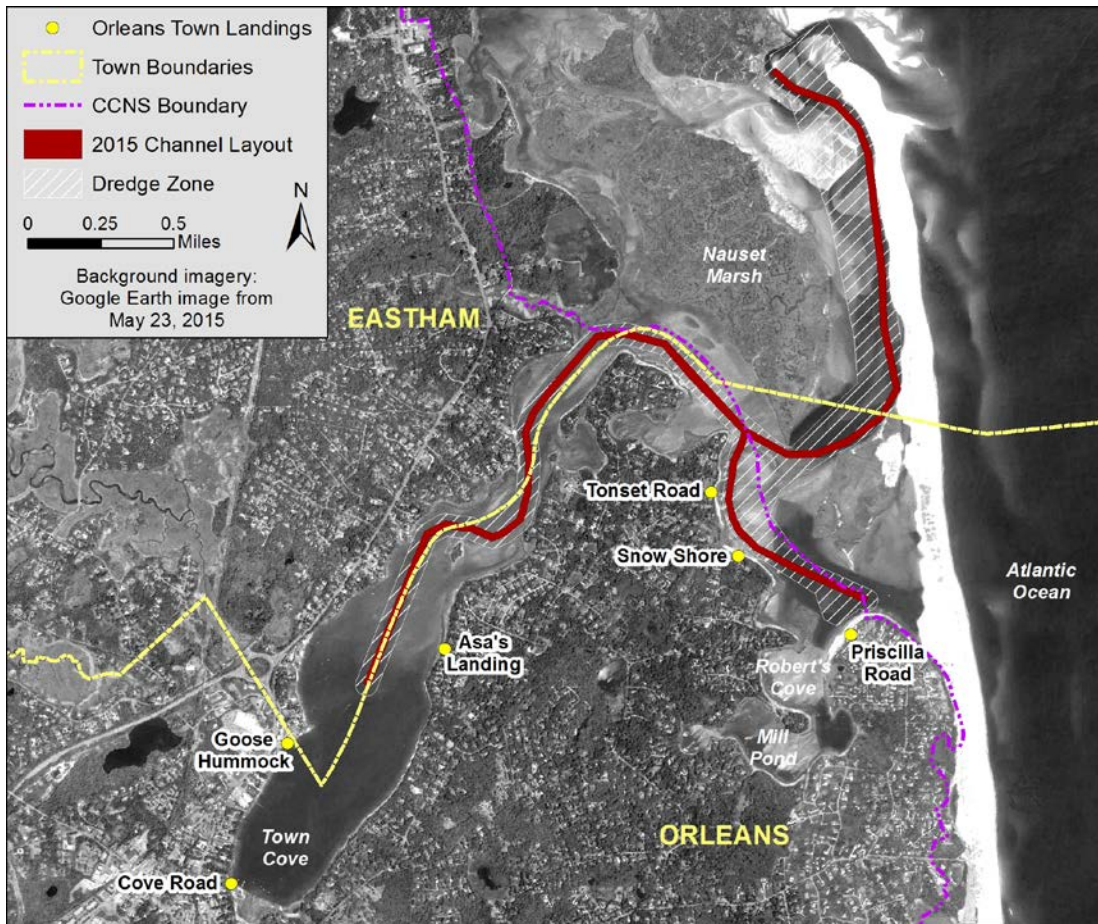 Orleans Town Landings
Town Boundaries
CCNS Boundary
2015 Channel Layout
Dredge Zone
N
0 0.25 0.5
Miles
Background imagery:
Google Earth image from
May 23, 2015
EASTHAM
Nauset
Marsh
Tonset Road
Snow Shore
Atlantic
Ocean
Asa's
Landing
Priscilla
Road
Robert's
Cove
Goose
Hummock
Mill
Pond
Town
Cove
ORLEANS
Cove Road